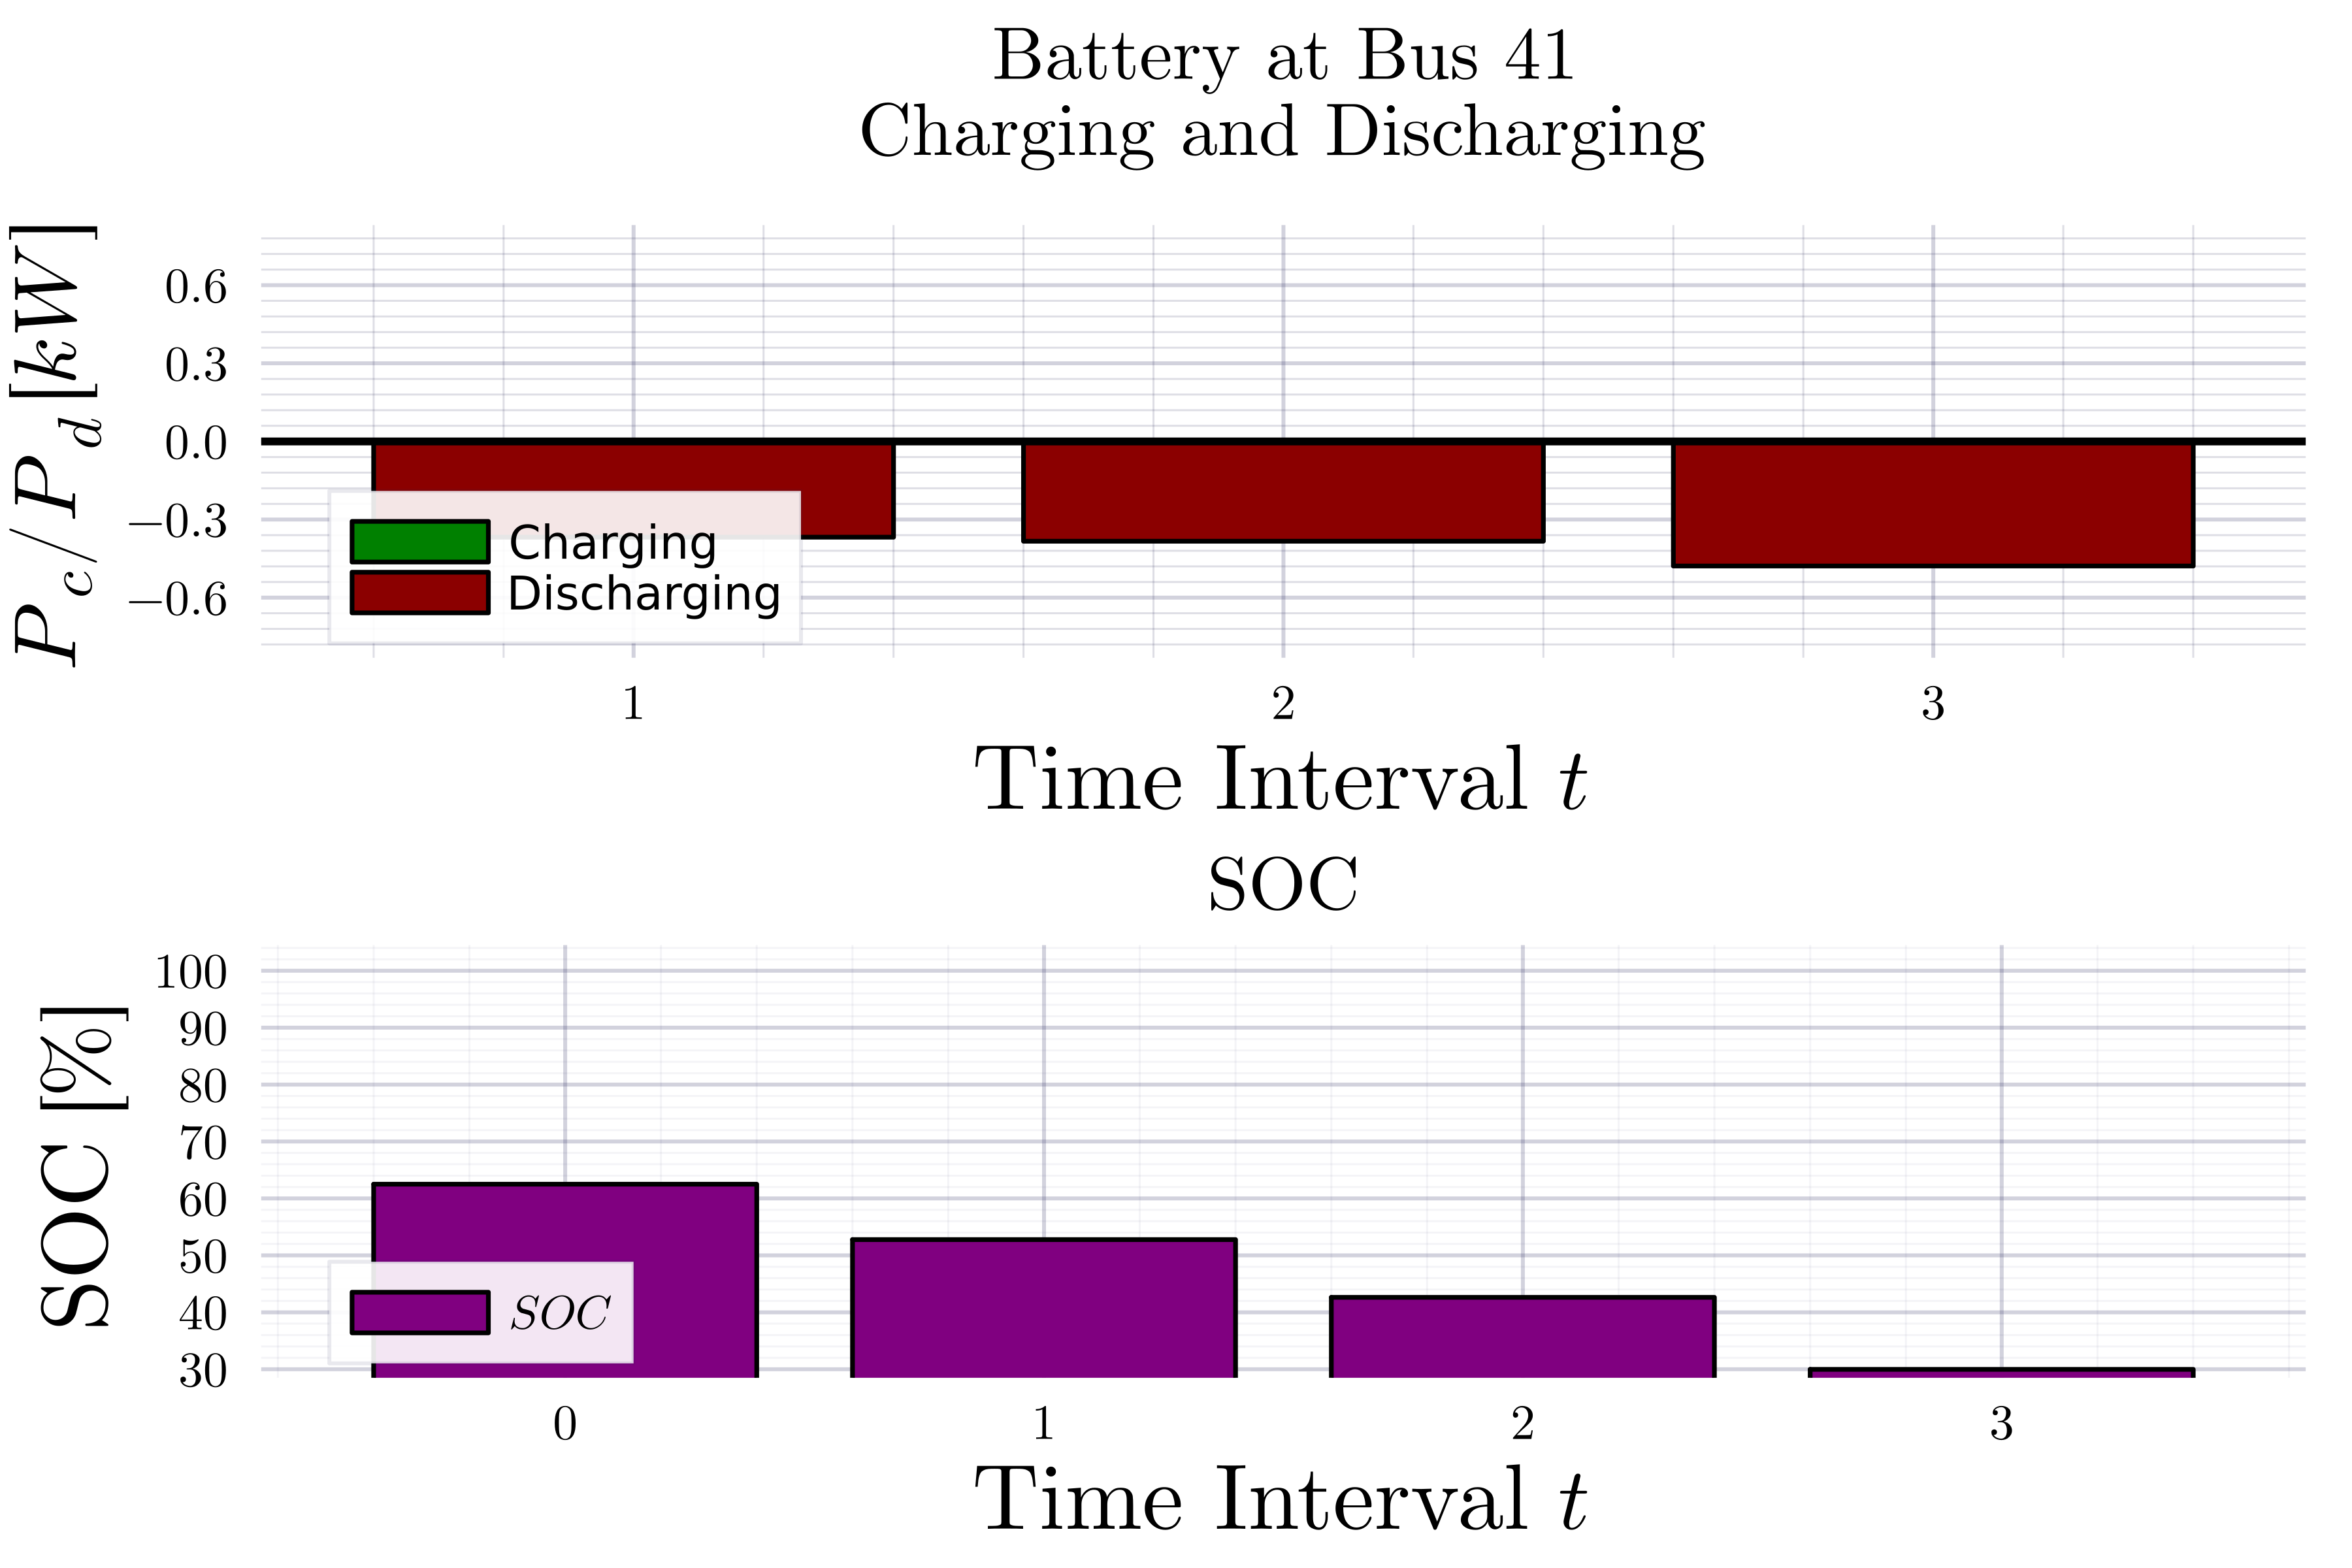 Battery at Bus 41
Charging and Discharging
P_c/P_d [kW]
0.6
0.3
0.0
−0.3
−0.6
Charging
Discharging
1
2
3
Time Interval t
SOC
SOC [%]
100
90
80
70
60
50
40
30
SOC
0
1
2
3
Time Interval t